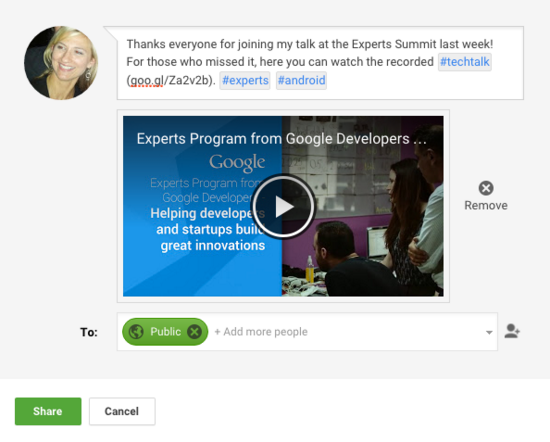 Thanks everyone for joining my talk at the Experts Summit last week!
For those who missed it, here you can watch the recorded #techtalk
(goo.gl/Za2v2b). #experts #android
Experts Program from Google Developers ...
Google
Experts Program from
Google Developers
Helping developers
and startups build
great innovations
Remove
To: Public + Add more people
Share Cancel